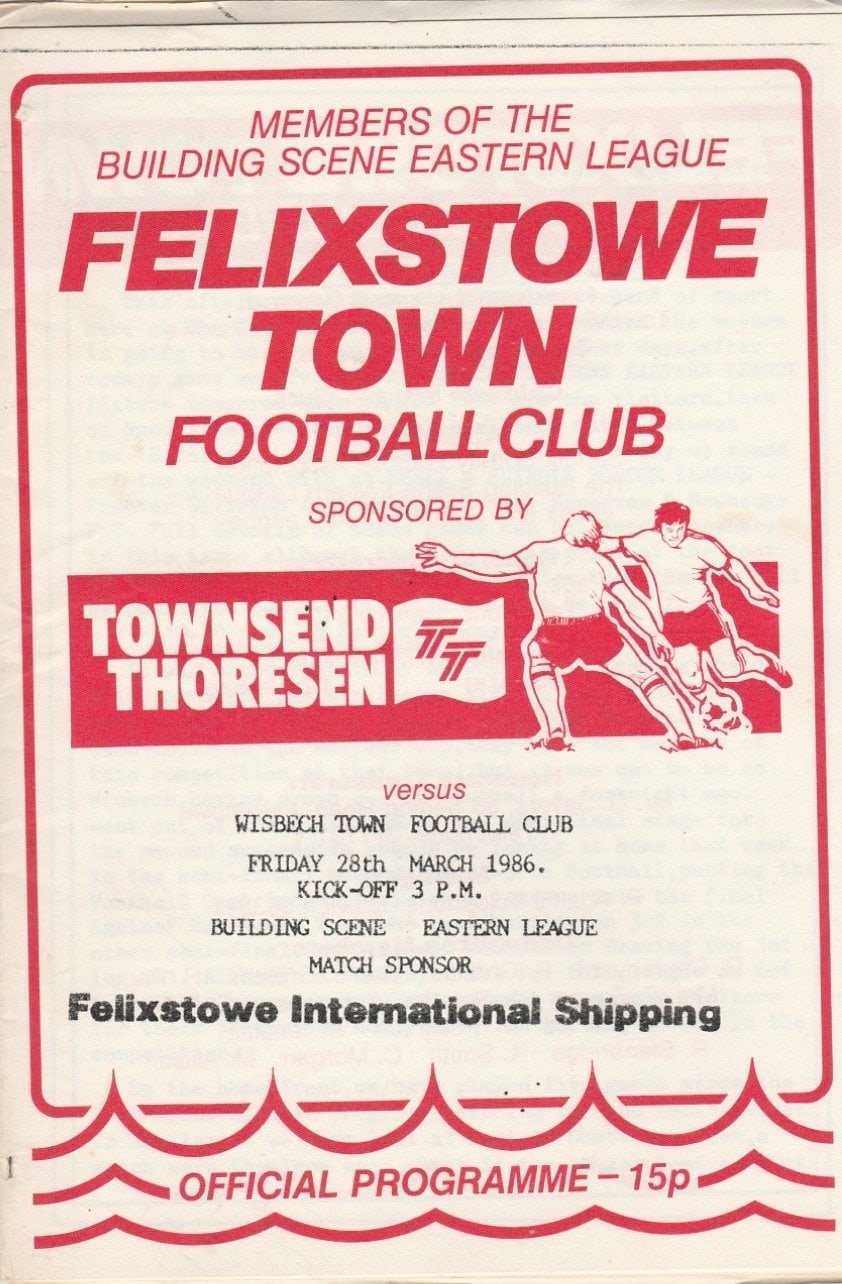 MEMBERS OF THE
BUILDING SCENE EASTERN LEAGUE
FELIXSTOWE
TOWN
FOOTBALL CLUB
SPONSORED BY
TOWNSEND
THORESEN
TT
versus
WISBECH TOWN FOOTBALL CLUB
FRIDAY 28th MARCH 1986.
KICK-OFF 3 P.M.
BUILDING SCENE EASTERN LEAGUE
MATCH SPONSOR
Felixstowe International Shipping
OFFICIAL PROGRAMME – 15p